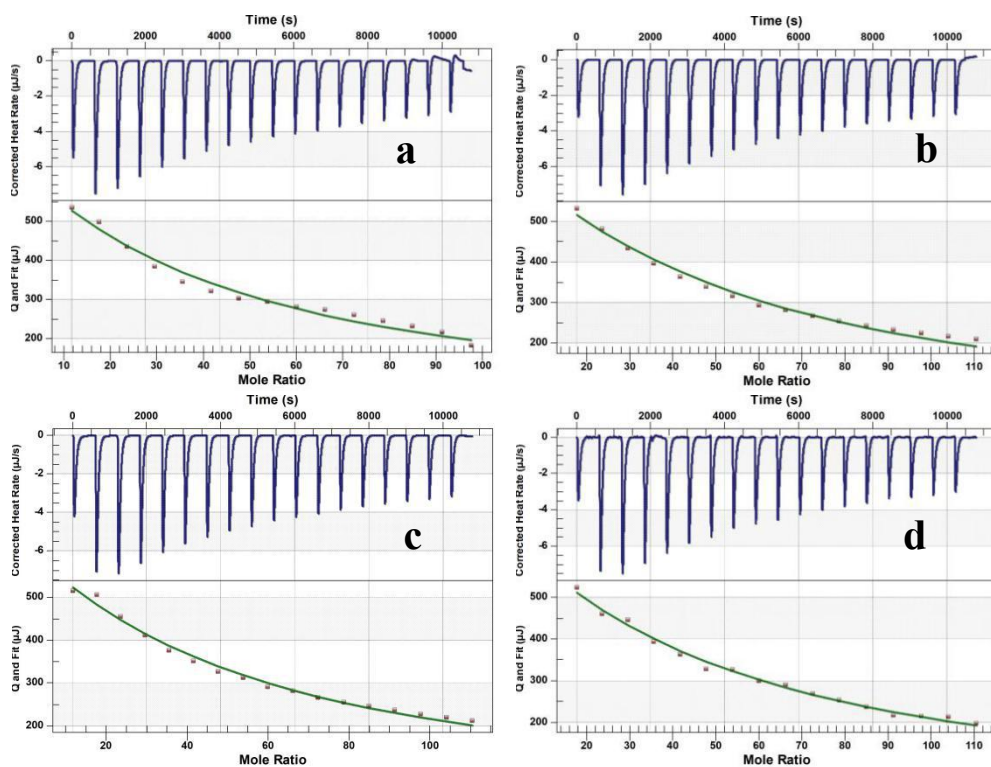 Time (s)
0 2000 4000 6000 8000 10000
Corrected Heat Rate (µJ/s)
0
-2
-4
-6
a
Q and Fit (µJ)
500
400
300
200
10 20 30 40 50 60 70 80 90 100
Mole Ratio
Time (s)
0 2000 4000 6000 8000 10000
Corrected Heat Rate (µJ/s)
0
-2
-4
-6
b
Q and Fit (µJ)
500
400
300
200
20 30 40 50 60 70 80 90 100 110
Mole Ratio
Time (s)
0 2000 4000 6000 8000 10000
Corrected Heat Rate (µJ/s)
0
-2
-4
-6
c
Q and Fit (µJ)
500
400
300
200
20 40 60 80 100
Mole Ratio
Time (s)
0 2000 4000 6000 8000 10000
Corrected Heat Rate (µJ/s)
0
-2
-4
-6
d
Q and Fit (µJ)
500
400
300
200
20 30 40 50 60 70 80 90 100 110
Mole Ratio